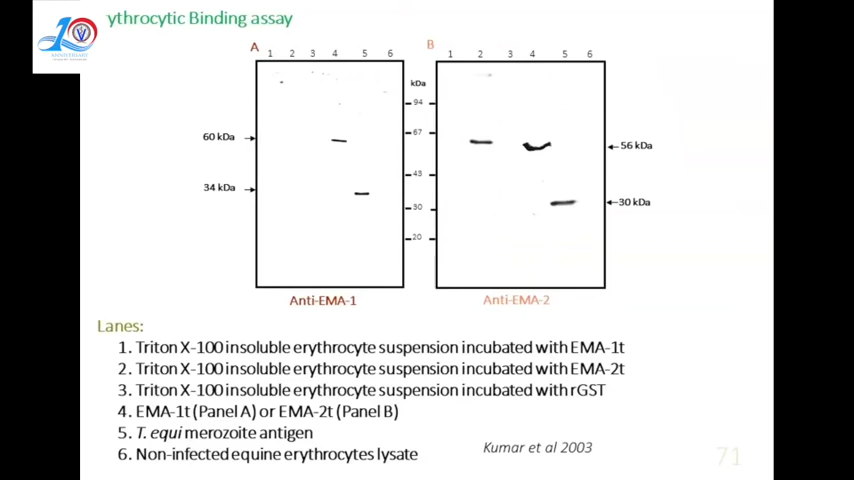 ythrocytic Binding assay
10
ANNIVERSARY
A
1 2 3 4 5 6
B
1 2 3 4 5 6
kDa
94
67
43
30
20
60 kDa
34 kDa
56 kDa
30 kDa
Anti-EMA-1
Anti-EMA-2
Lanes:
1. Triton X-100 insoluble erythrocyte suspension incubated with EMA-1t
2. Triton X-100 insoluble erythrocyte suspension incubated with EMA-2t
3. Triton X-100 insoluble erythrocyte suspension incubated with rGST
4. EMA-1t (Panel A) or EMA-2t (Panel B)
5. T. equi merozoite antigen
6. Non-infected equine erythrocytes lysate
Kumar et al 2003
71